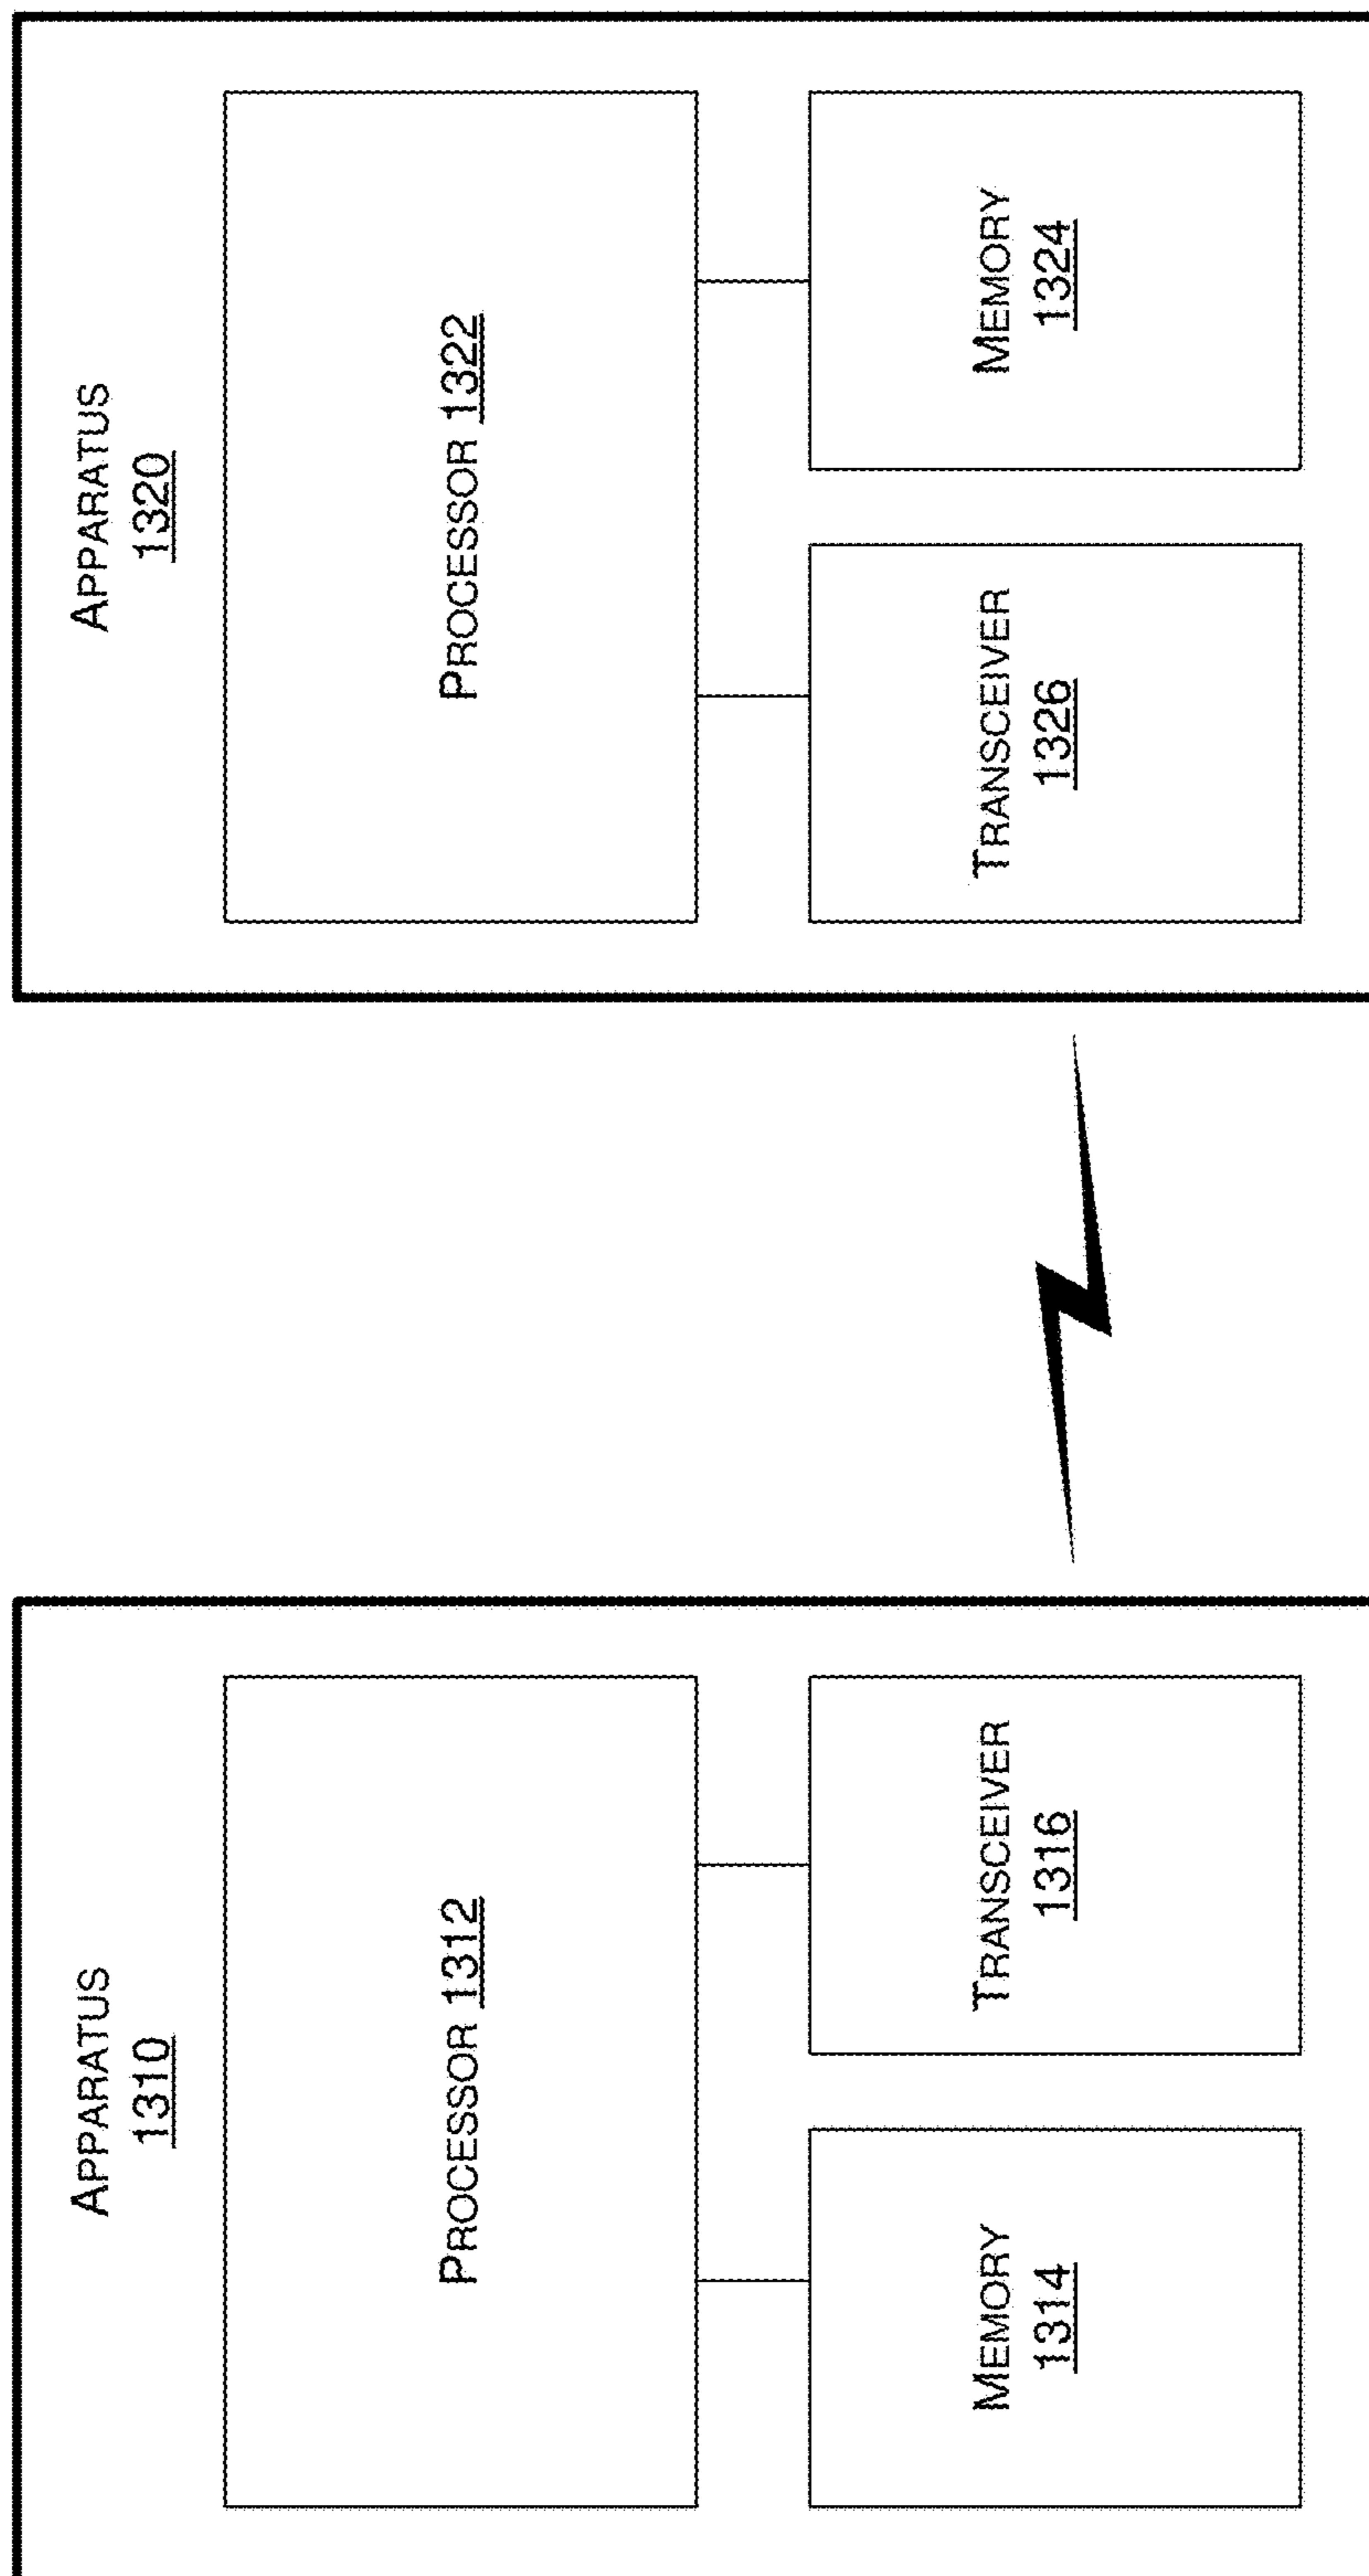 APPARATUS
1310
PROCESSOR 1312
MEMORY
1314
TRANSCEIVER
1316
APPARATUS
1320
PROCESSOR 1322
TRANSCEIVER
1326
MEMORY
1324